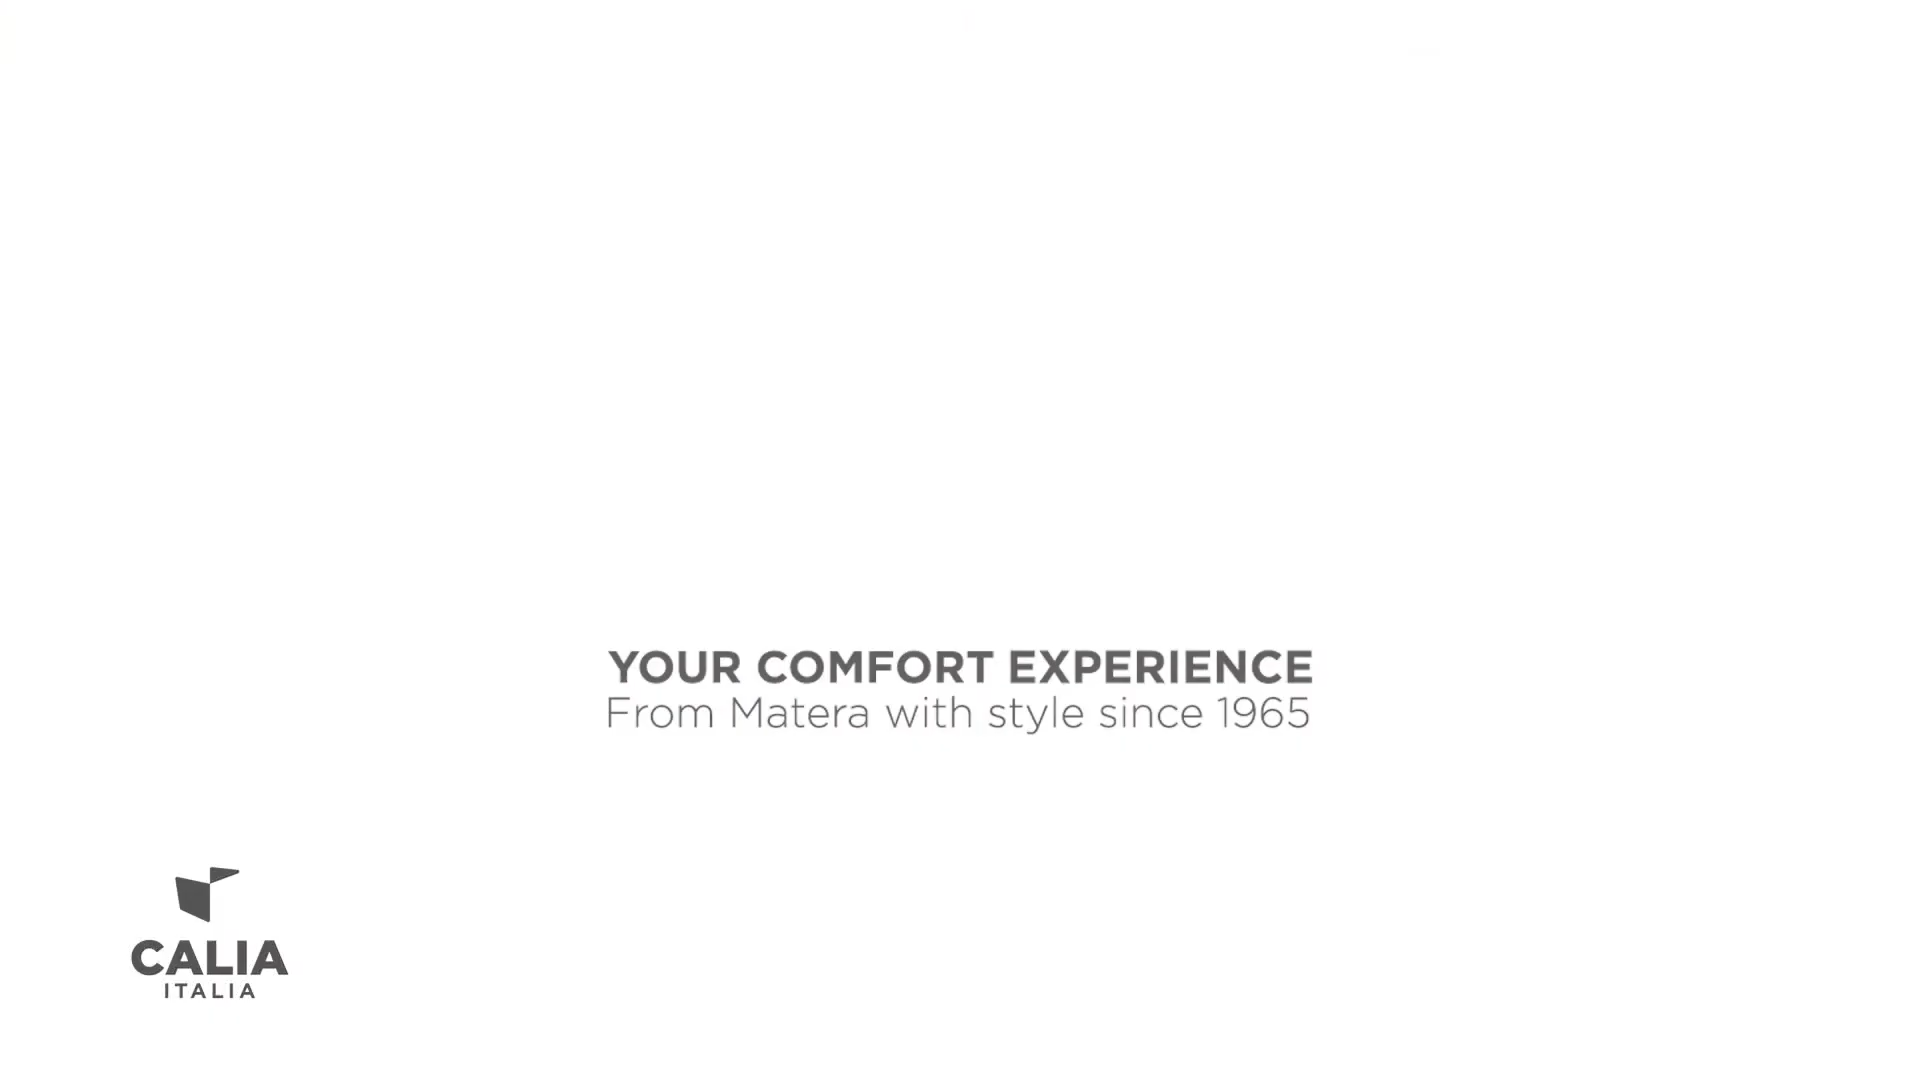 YOUR COMFORT EXPERIENCE
From Matera with style since 1965
CALIA
ITALIA